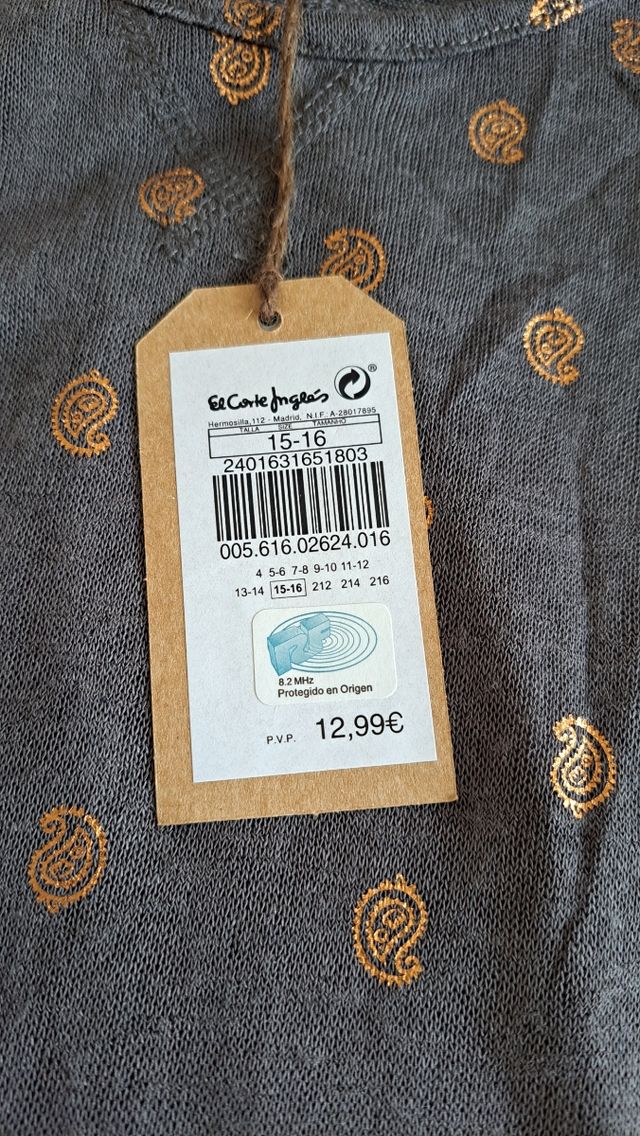 El Corte Inglés ®
Hermosilla,112 - Madrid, N.I.F.: A-28017895
TALLA SIZE TAMANHO
15-16
2401631651803
005.616.02624.016
4 5-6 7-8 9-10 11-12
13-14 15-16 212 214 216
RF
8.2 MHz
Protegido en Origen
P.V.P. 12,99€